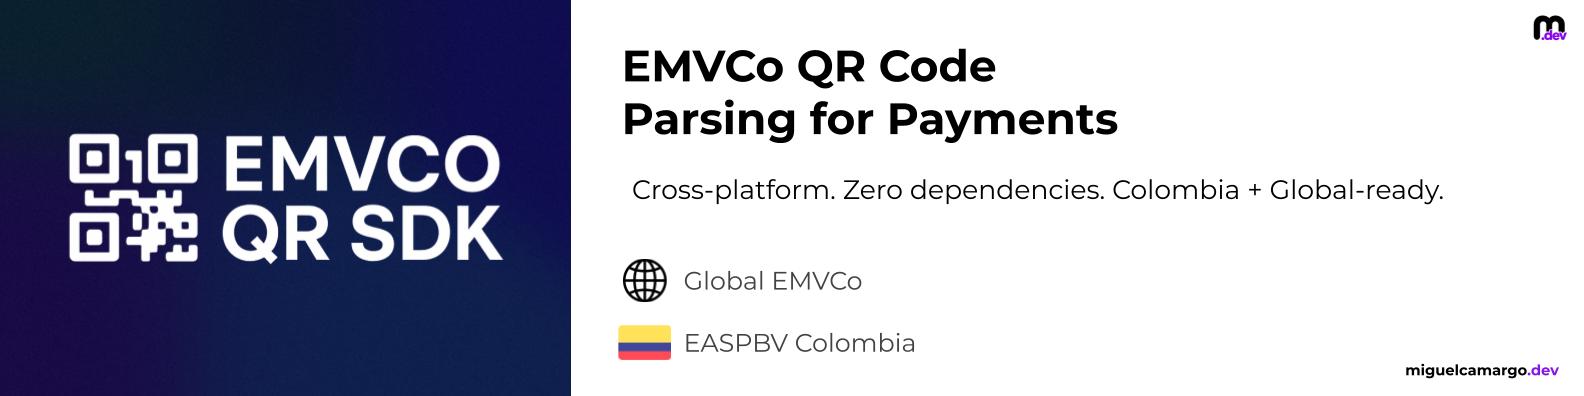 EMVCO
QR SDK
m
.dev
EMVCo QR Code
Parsing for Payments
Cross-platform. Zero dependencies. Colombia + Global-ready.
Global EMVCo
EASPBV Colombia
miguelcamargo.dev